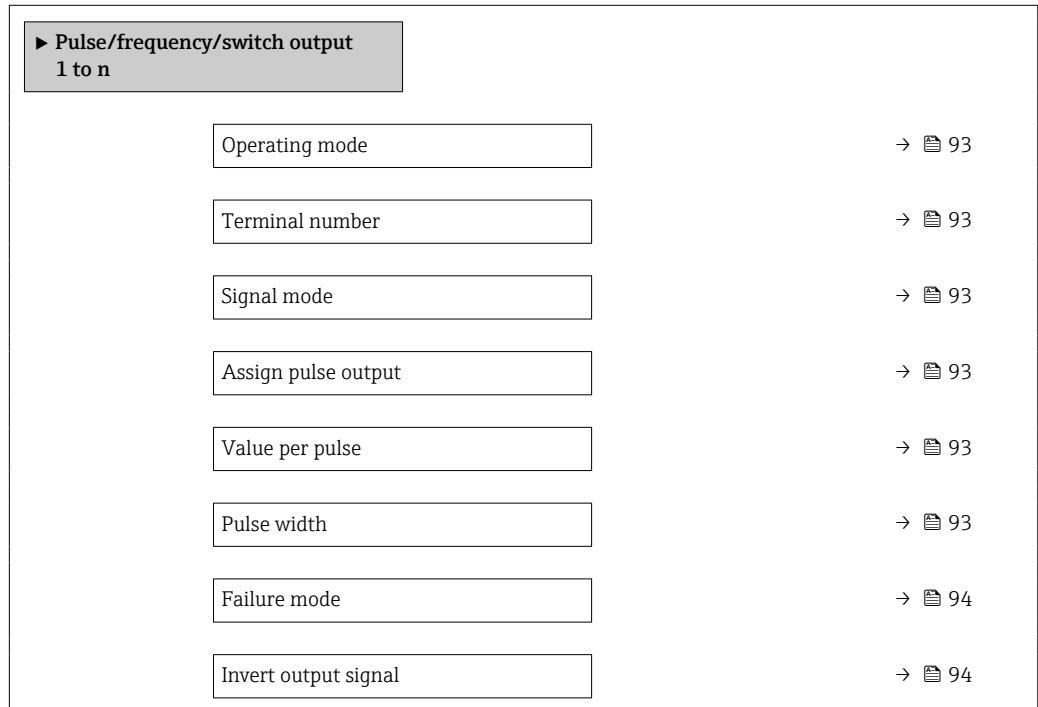 ▶ Pulse/frequency/switch output
1 to n
Operating mode → 93
Terminal number → 93
Signal mode → 93
Assign pulse output → 93
Value per pulse → 93
Pulse width → 93
Failure mode → 94
Invert output signal → 94